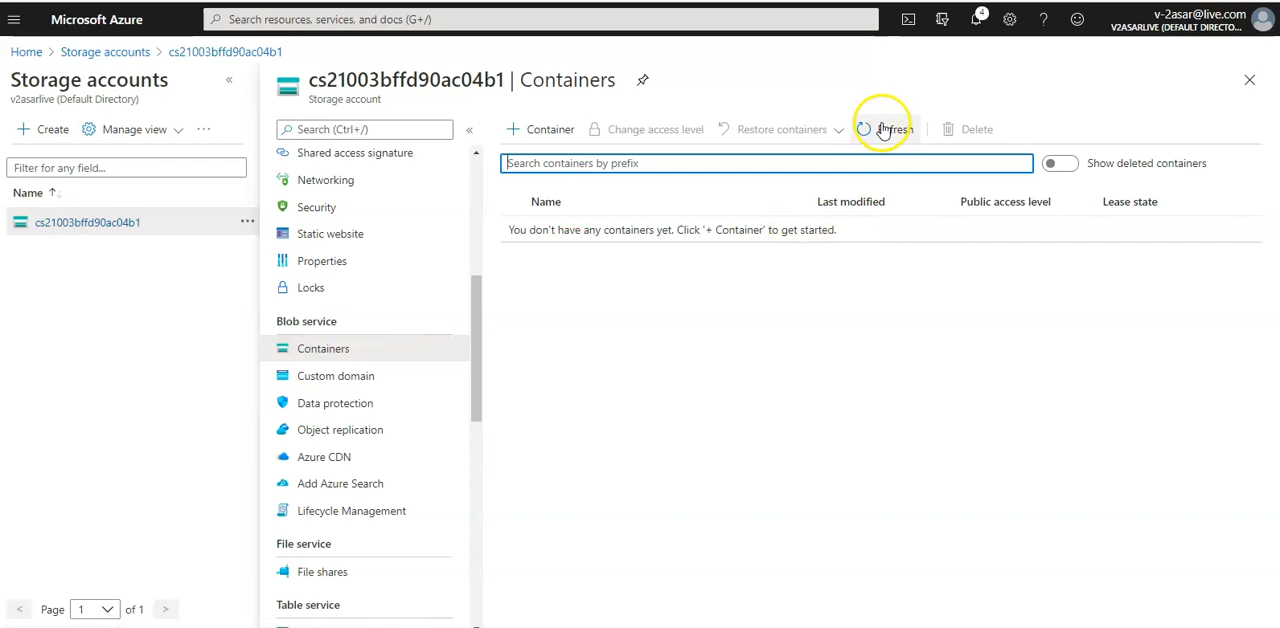 Microsoft Azure
Search resources, services, and docs (G+/)
4
v-2asar@live.com
V2ASARLIVE (DEFAULT DIRECTO...
Home > Storage accounts > cs21003bffd90ac04b1
Storage accounts
v2asarlive (Default Directory)
Create
Manage view
...
Filter for any field...
Name
cs21003bffd90ac04b1
...
Page 1 of 1
cs21003bffd90ac04b1 | Containers
Storage account
Search (Ctrl+/)
Shared access signature
Networking
Security
Static website
Properties
Locks
Blob service
Containers
Custom domain
Data protection
Object replication
Azure CDN
Add Azure Search
Lifecycle Management
File service
File shares
Table service
Container Change access level Restore containers Refresh Delete
Search containers by prefix
Show deleted containers
Name Last modified Public access level Lease state
You don't have any containers yet. Click '+ Container' to get started.